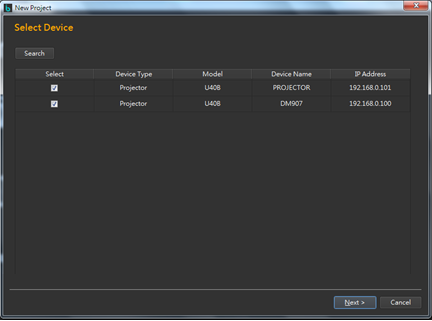 New Project
Select Device
Search
Select Device Type Model Device Name IP Address
Projector U408 PROJECTOR 192.168.0.101
Projector U408 DM907 192.168.0.100
Next > Cancel